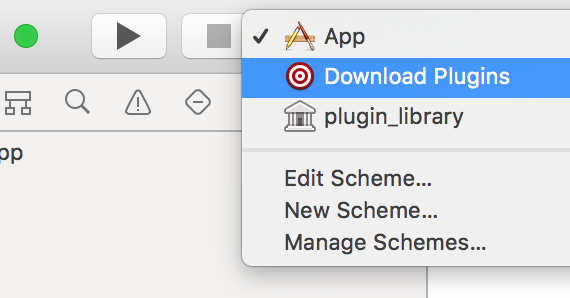 App
Download Plugins
plugin_library
pp
Edit Scheme...
New Scheme...
Manage Schemes...